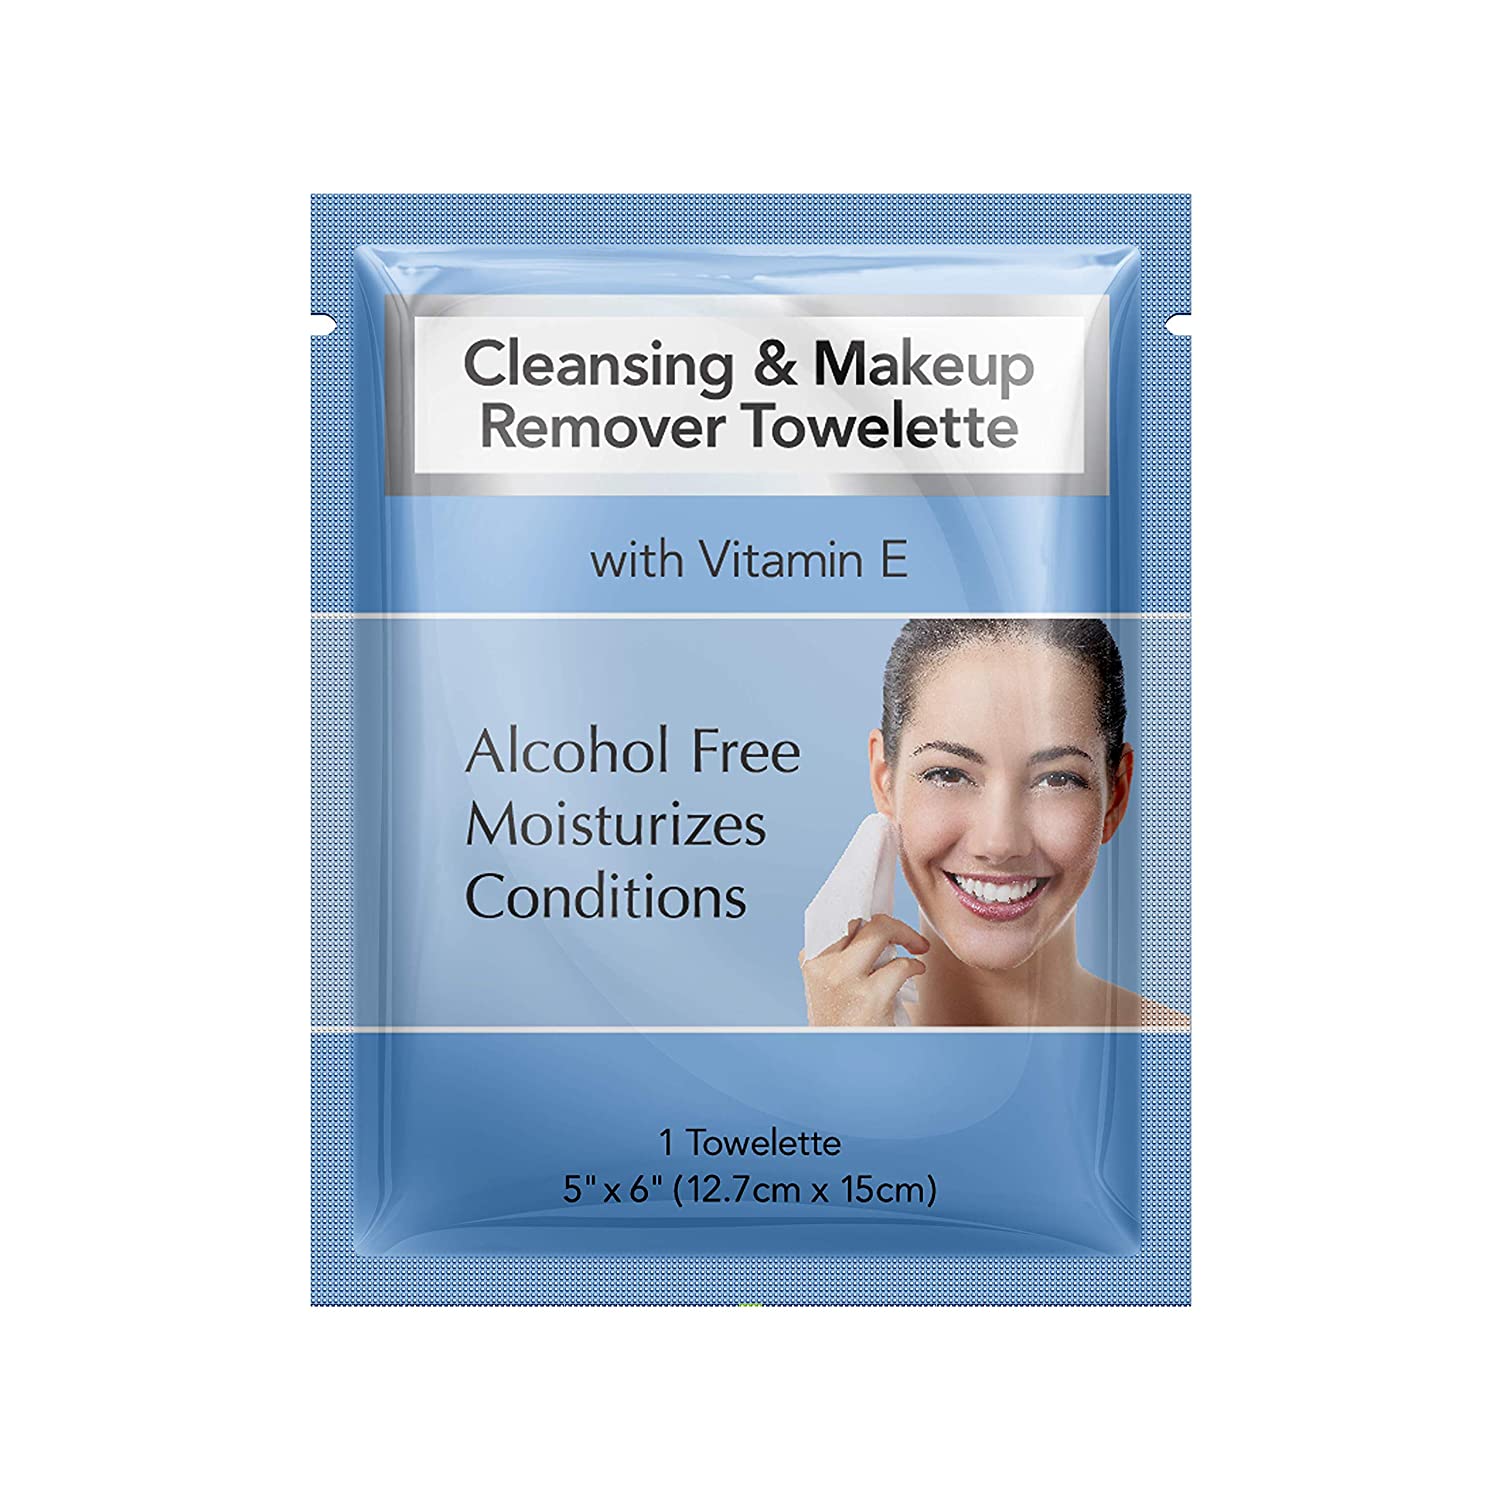 Cleansing & Makeup
Remover Towelette
with Vitamin E
Alcohol Free
Moisturizes
Conditions
1 Towelette
5" x 6" (12.7cm x 15cm)